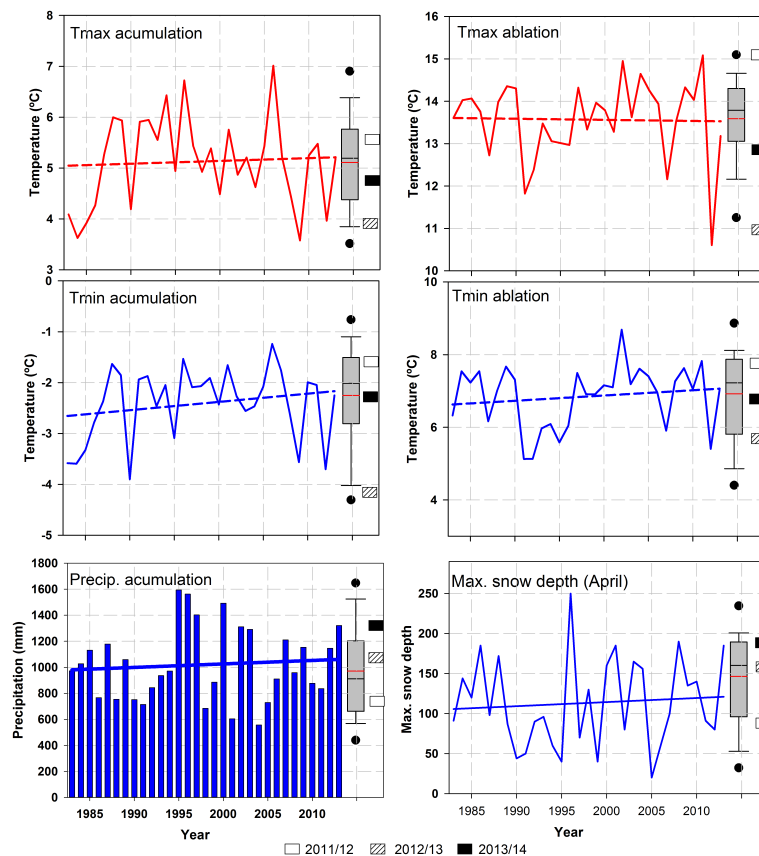 Tmax acumulation
Temperature (ºC)
8
7
6
5
4
3
Tmax ablation
Temperature (ºC)
16
15
14
13
12
11
10
Tmin acumulation
Temperature (ºC)
0
-1
-2
-3
-4
-5
Tmin ablation
Temperature (ºC)
10
8
6
4
Precip. acumulation
Precipitation (mm)
1800
1600
1400
1200
1000
800
600
400
200
0
1985 1990 1995 2000 2005 2010
Year
Max. snow depth (April)
Max. snow depth
250
200
150
100
50
0
1985 1990 1995 2000 2005 2010
Year
2011/12 2012/13 2013/14